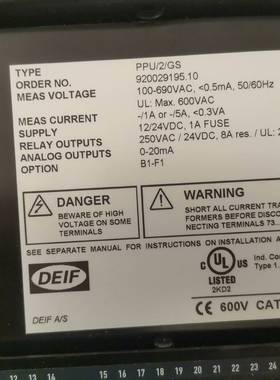 TYPE PPU/2/GS
ORDER NO. 920029195.10
MEAS VOLTAGE 100-690VAC, <0.5mA, 50/60Hz
UL: Max. 600VAC
MEAS CURRENT -/1A or -/5A, <0.3VA
SUPPLY 12/24VDC, 1A FUSE
RELAY OUTPUTS 250VAC / 24VDC, 8A res. / UL: 2
ANALOG OUTPUTS 0-20mA
OPTION B1-F1
DANGER
BEWARE OF HIGH
VOLTAGE ON SOME
TERMINALS
WARNING
SHORT ALL CURRENT TRA
FORMERS BEFORE DISCO
NECTING TERMINALS 73...
SEE SEPARATE MANUAL FOR INSTRUCTIONS ON INSTALLATION A
DEIF
DEIF A/S
C UL US
LISTED
2KD2
Ind. Co
Type 1.
CE 600V CAT
12 13 14 15 16 17 18 19 20 21 22 23 24